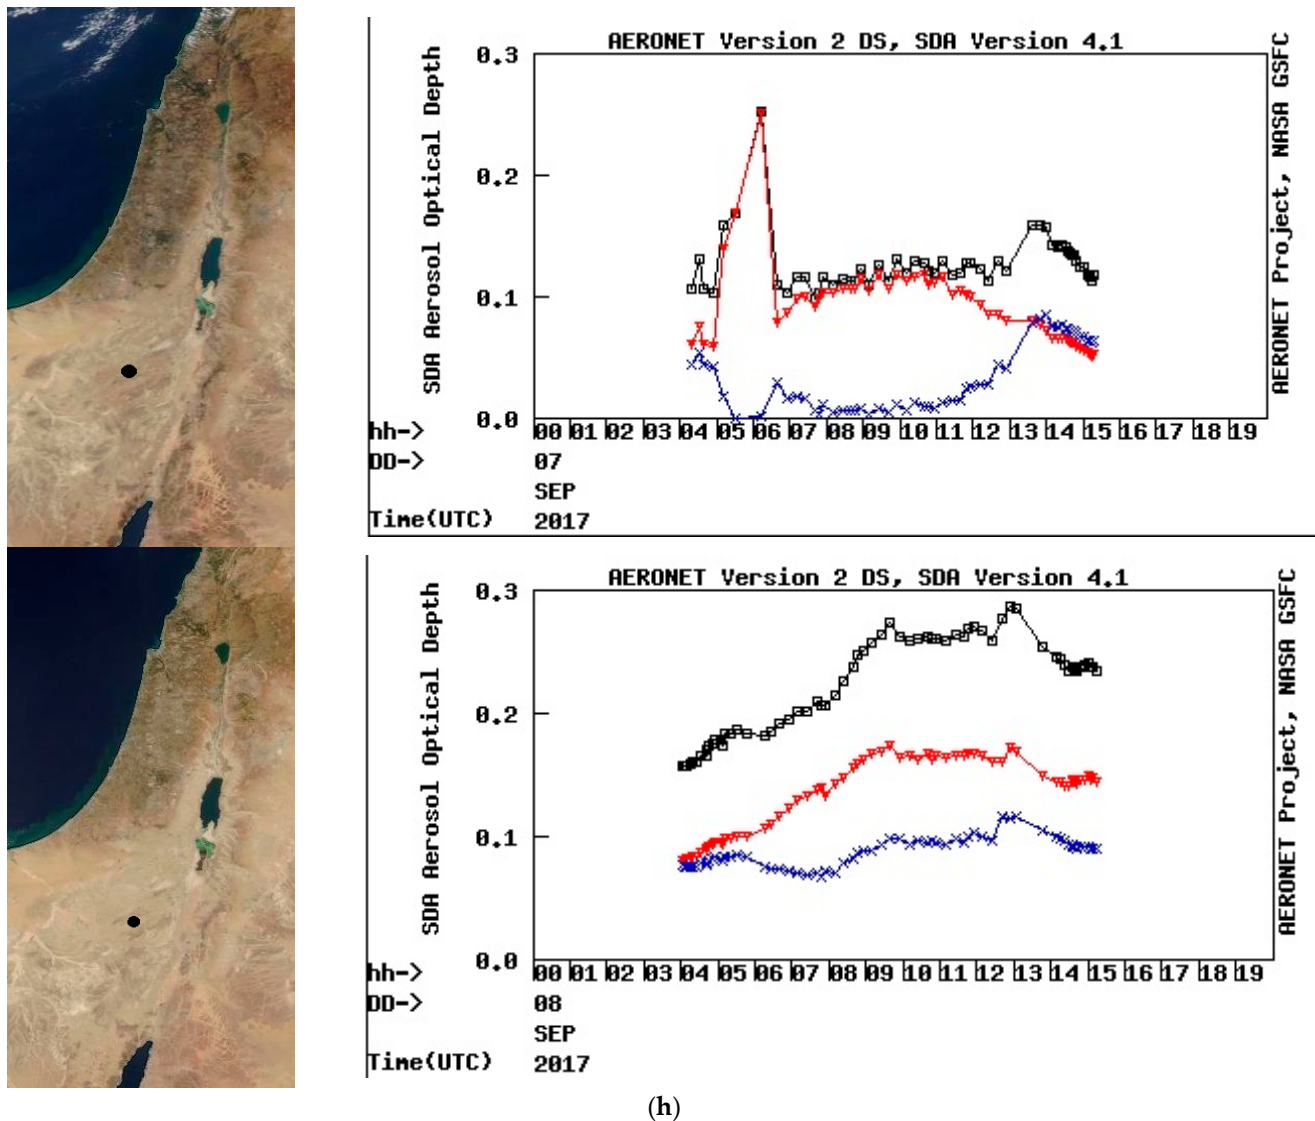 AERONET Version 2 DS, SDA Version 4.1
SDA Aerosol Optical Depth
0.3
0.2
0.1
0.0
AERONET Project, NASA GSFC
hh-> 00 01 02 03 04 05 06 07 08 09 10 11 12 13 14 15 16 17 18 19
DD-> 07
SEP
Time(UTC) 2017
AERONET Version 2 DS, SDA Version 4.1
SDA Aerosol Optical Depth
0.3
0.2
0.1
0.0
AERONET Project, NASA GSFC
hh-> 00 01 02 03 04 05 06 07 08 09 10 11 12 13 14 15 16 17 18 19
DD-> 08
SEP
Time(UTC) 2017
(h)